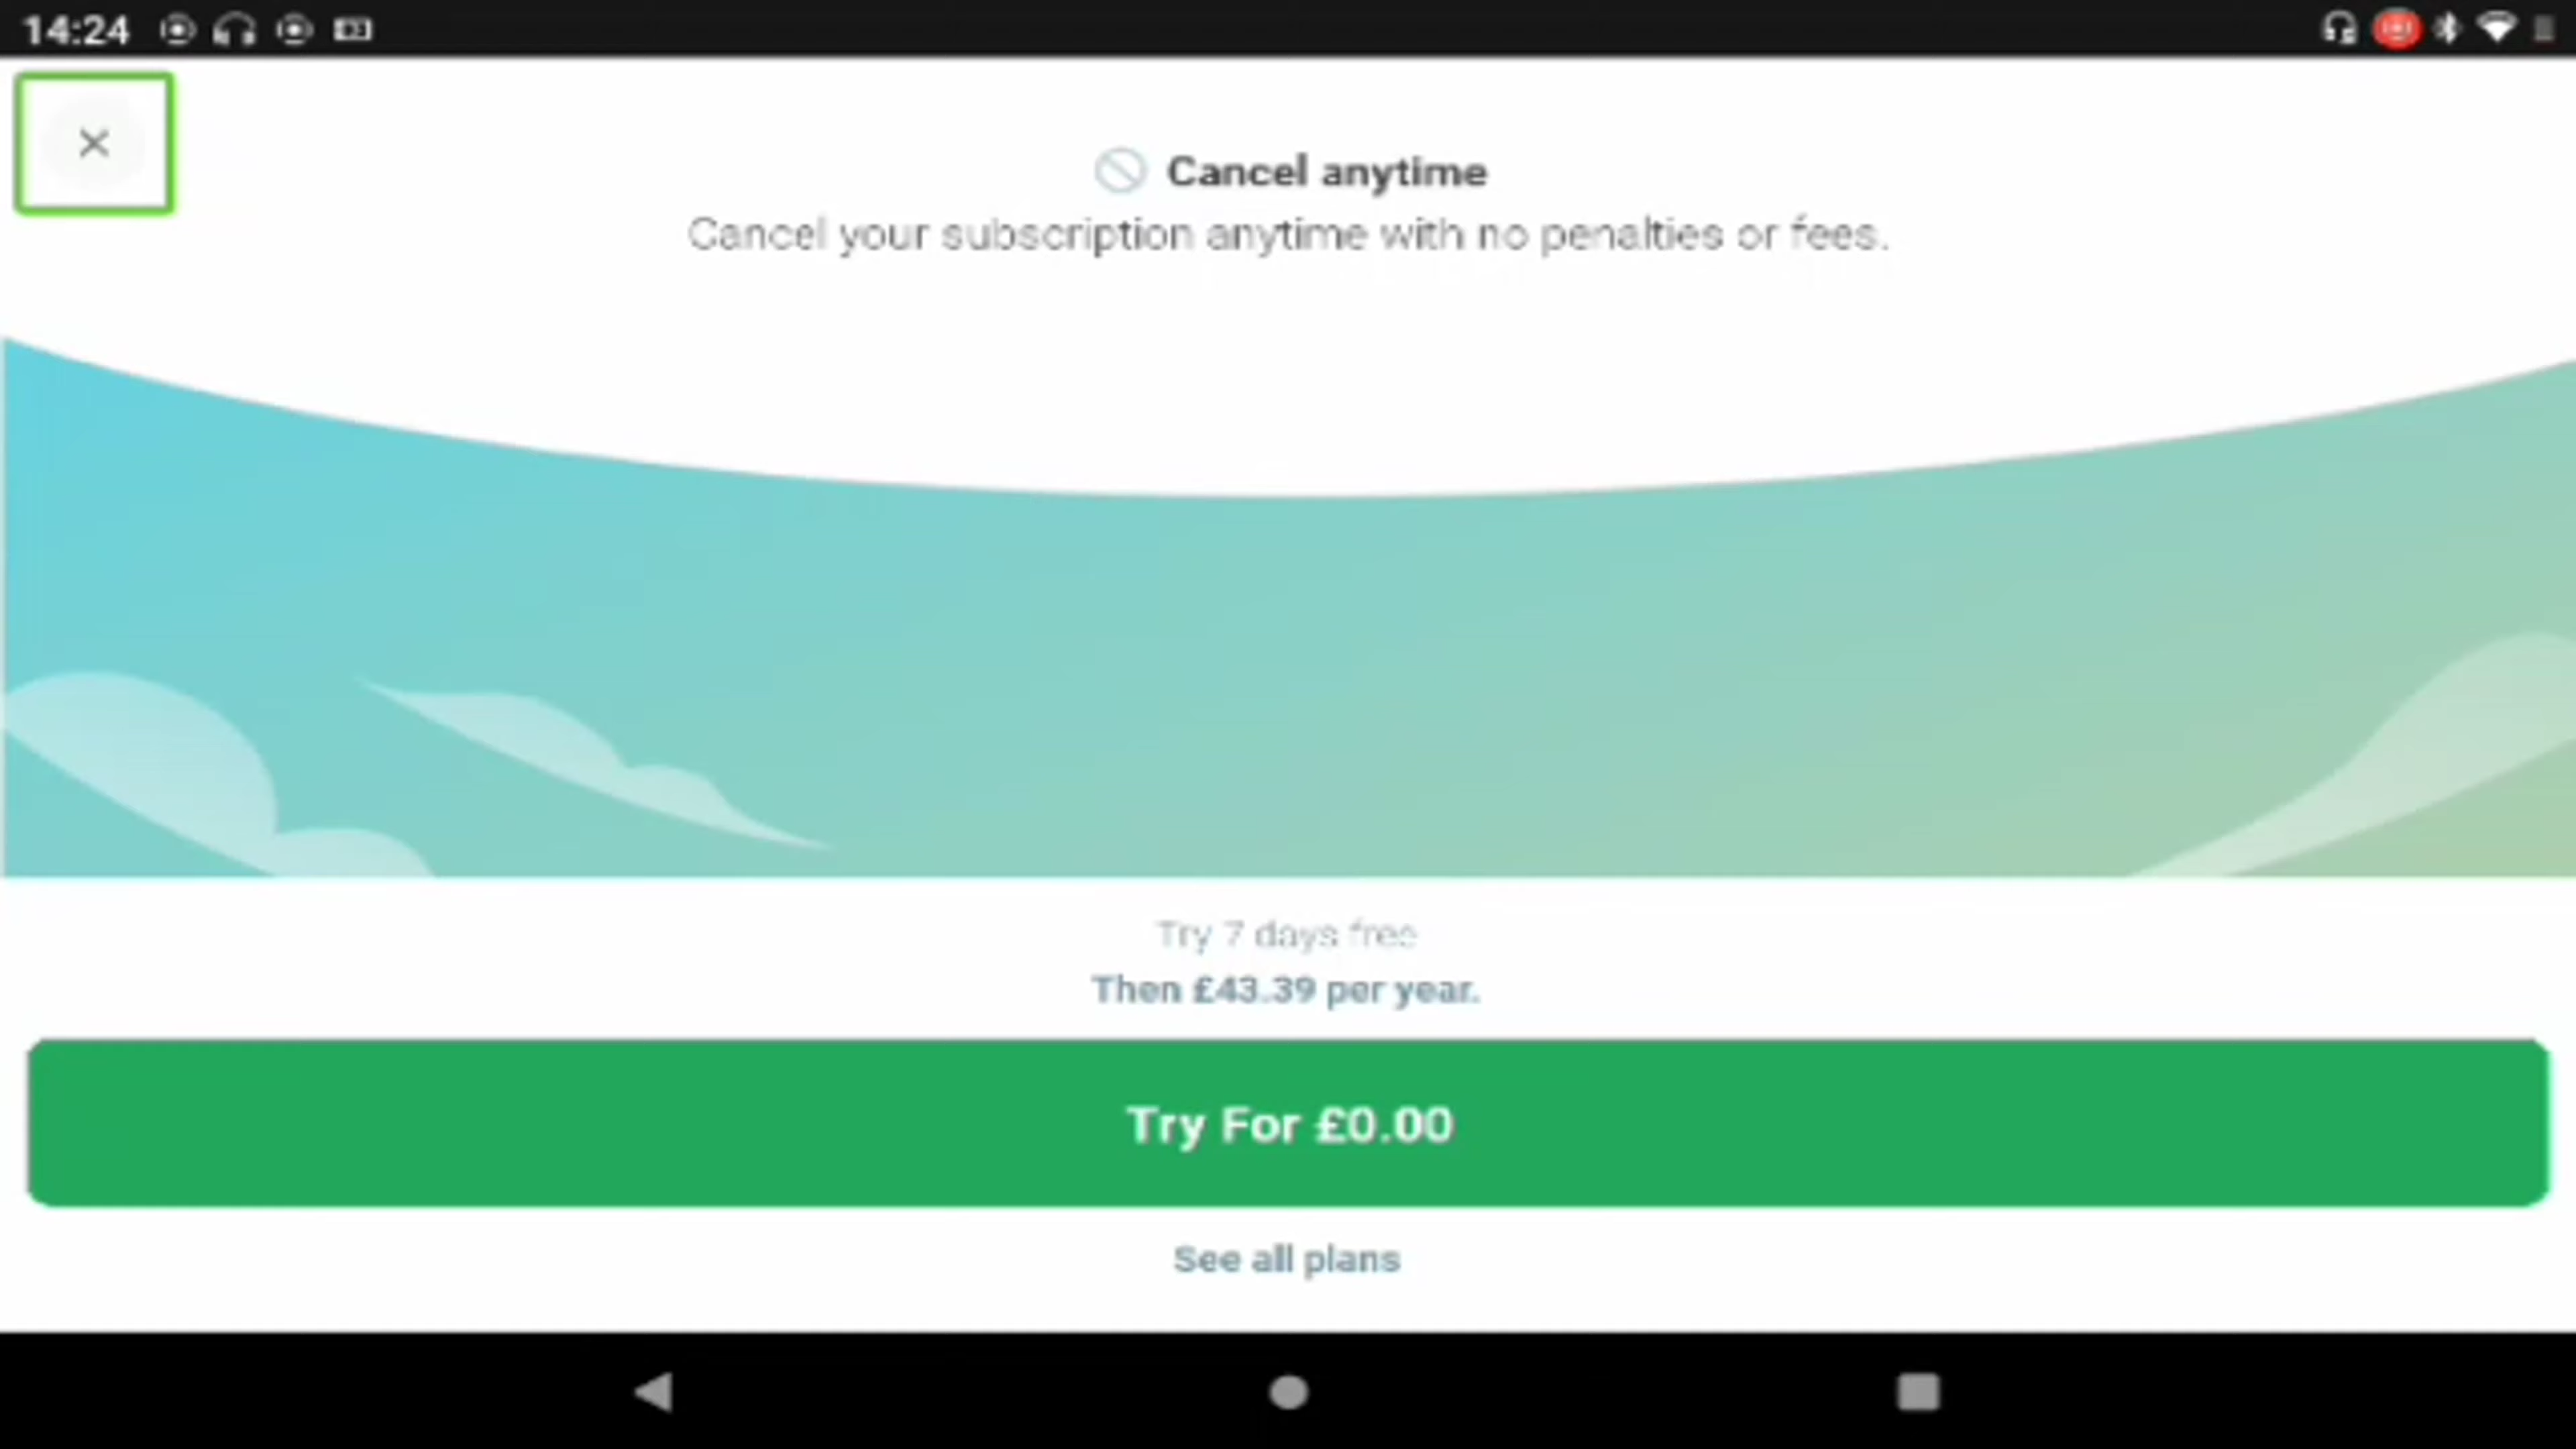 14:24
Cancel anytime
Cancel your subscription anytime with no penalties or fees.
Try 7 days free
Then £43.39 per year.
Try For £0.00
See all plans